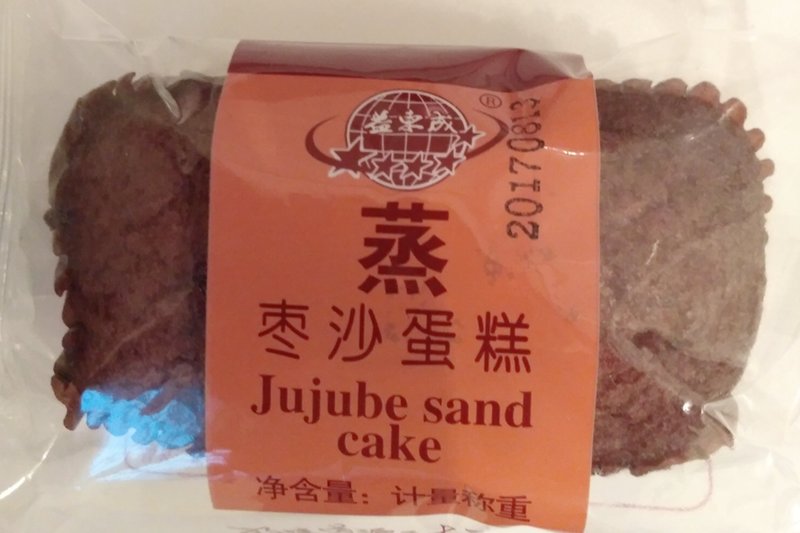 益東成
®
20170813
蒸
枣沙蛋糕
Jujube sand
cake
净含量：计量称重